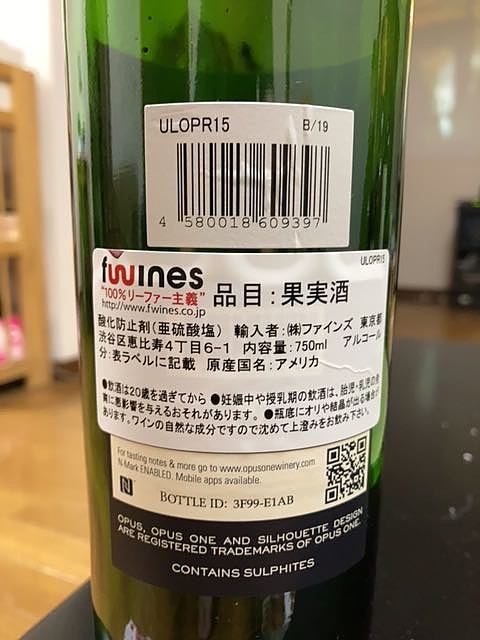 ULOPR15 B/19
4 580018 609397
ULOPR15
fwines
"100%リーファー主義"
http://www.fwines.co.jp
品目:果実酒
酸化防止剤(亜硫酸塩) 輸入者:㈱ファインズ 東京都
渋谷区恵比寿4丁目6-1 内容量:750ml アルコール
分:表ラベルに記載 原産国名:アメリカ
●飲酒は20歳を過ぎてから ●妊娠中や授乳期の飲酒は、胎児・乳児の発
育に悪影響を与えるおそれがあります。 ●瓶底にオリや結晶が出る場合が
あります。ワインの自然な成分ですので沈めて上澄みをお飲み下さい。
For tasting notes & more go to www.opusonewinery.com
N-Mark ENABLED. Mobile apps available.
N
BOTTLE ID: 3F99-E1AB
OPUS, OPUS ONE AND SILHOUETTE DESIGN
ARE REGISTERED TRADEMARKS OF OPUS ONE.
CONTAINS SULPHITES